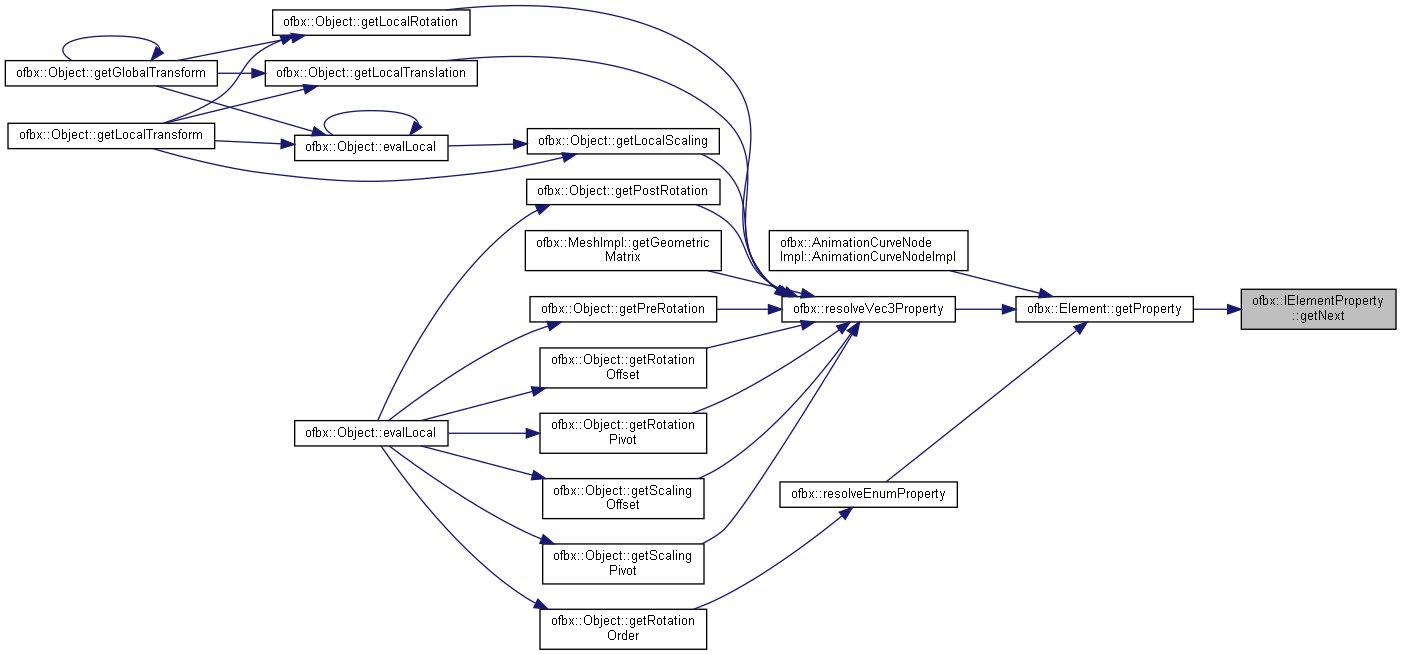 ofbx::Object::getLocalRotation
ofbx::Object::getGlobalTransform
ofbx::Object::getLocalTranslation
ofbx::Object::getLocalTransform
ofbx::Object::evalLocal
ofbx::Object::getLocalScaling
ofbx::Object::getPostRotation
ofbx::MeshImpl::getGeometric
Matrix
ofbx::AnimationCurveNode
Impl::AnimationCurveNodeImpl
ofbx::Object::getPreRotation
ofbx::resolveVec3Property
ofbx::Element::getProperty
ofbx::IElementProperty
::getNext
ofbx::Object::getRotation
Offset
ofbx::Object::evalLocal
ofbx::Object::getRotation
Pivot
ofbx::Object::getScaling
Offset
ofbx::resolveEnumProperty
ofbx::Object::getScaling
Pivot
ofbx::Object::getRotation
Order